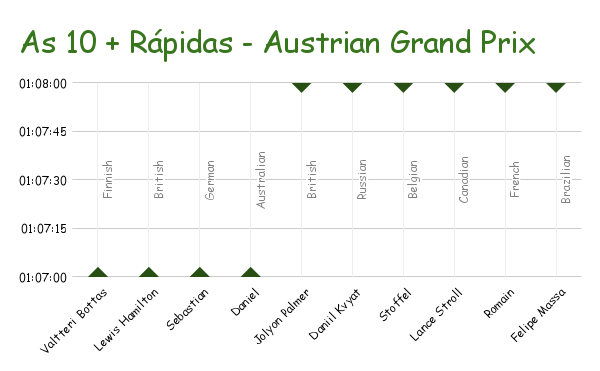 As 10 + Rápidas - Austrian Grand Prix
01:08:00
01:07:45
01:07:30
01:07:15
01:07:00
Finnish
British
German
Australian
British
Russian
Belgian
Canadian
French
Brazilian
Valtteri Bottas
Lewis Hamilton
Sebastian
Daniel
Jolyon Palmer
Daniil Kvyat
Stoffel
Lance Stroll
Romain
Felipe Massa